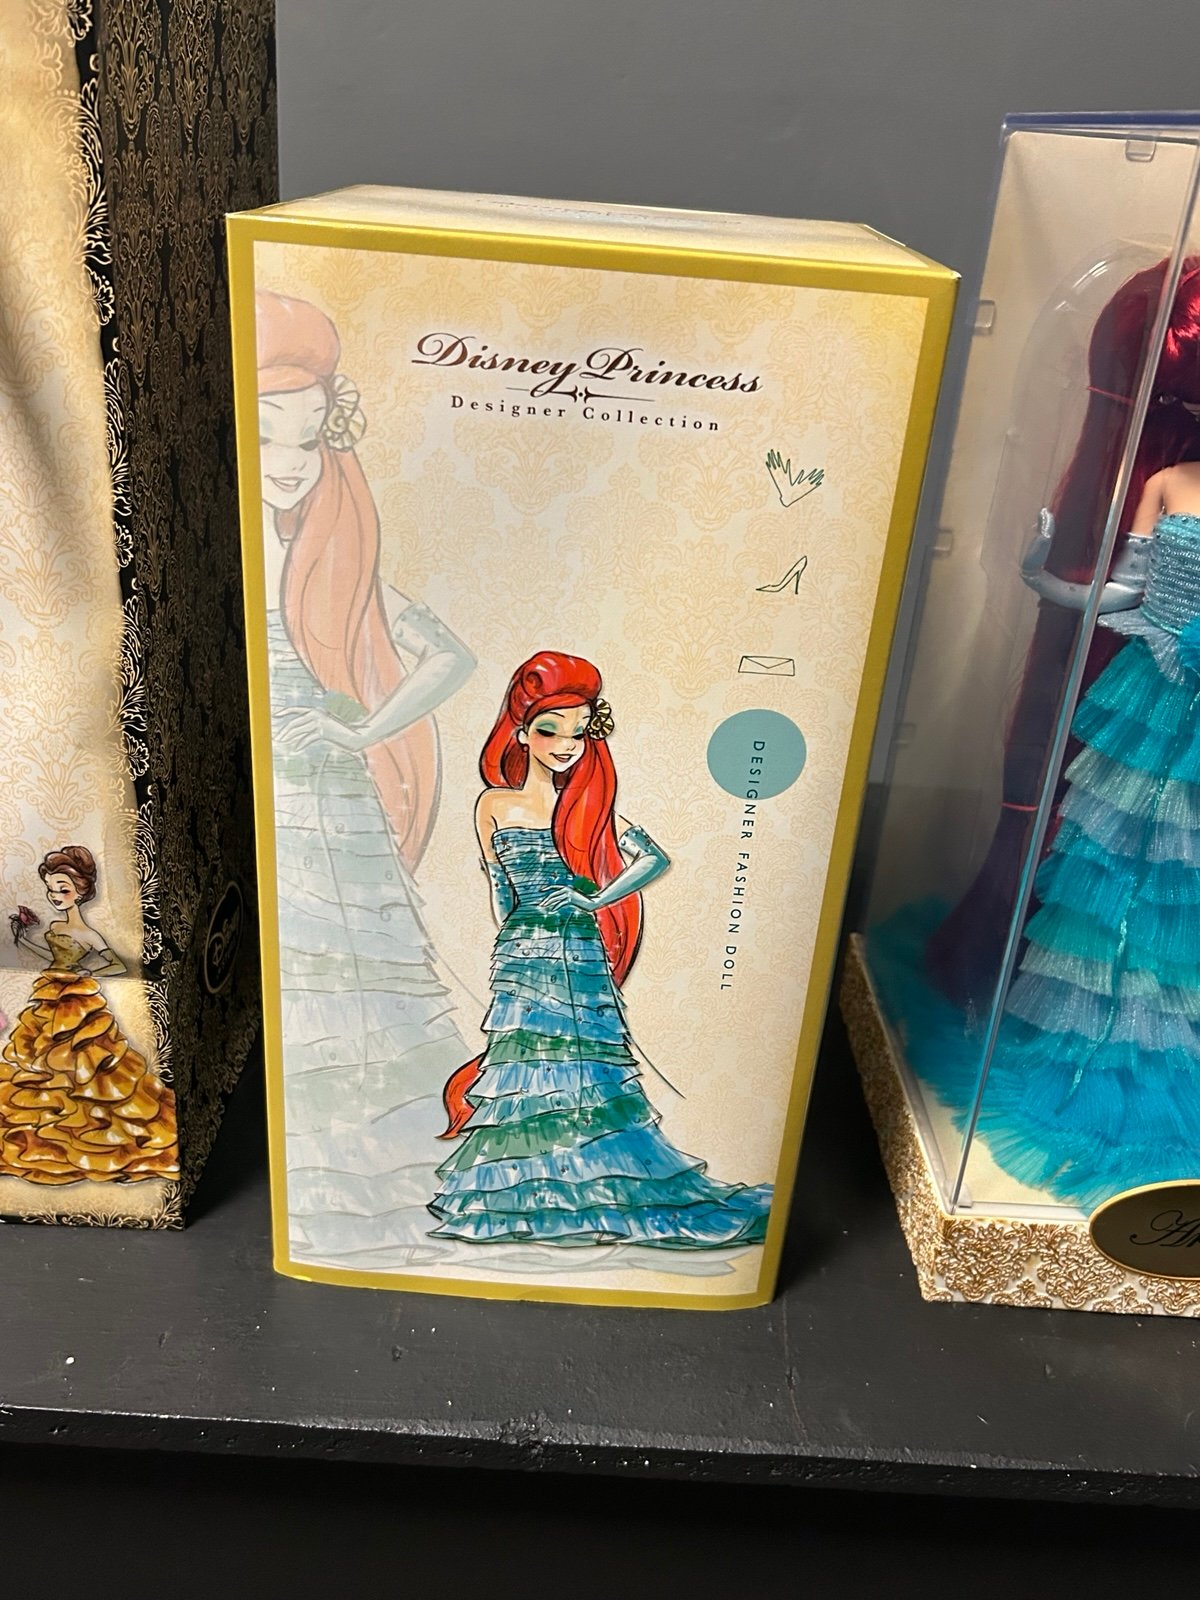 Disney Princess
Designer Collection
DESIGNER FASHION DOLL